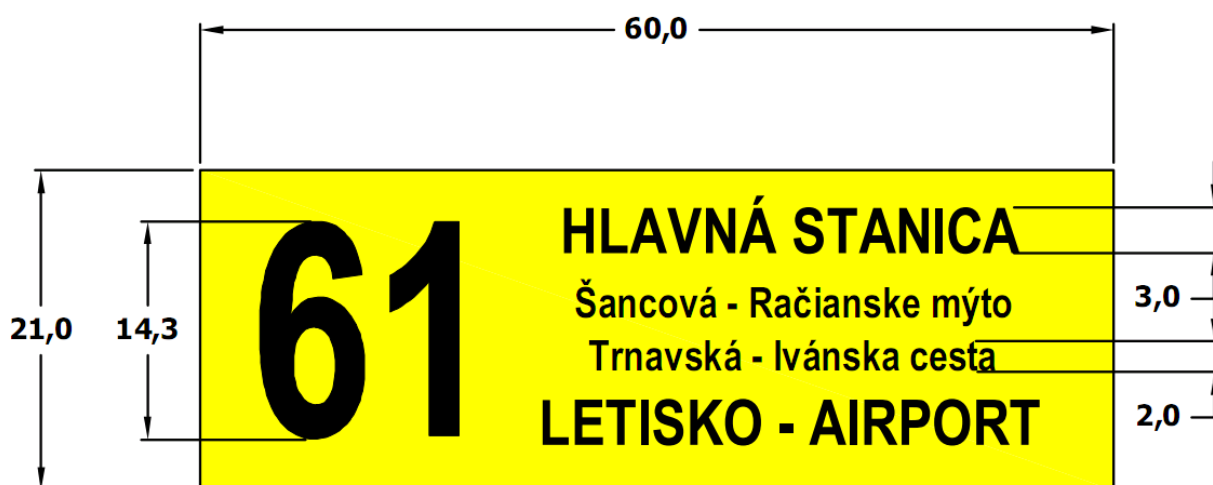 60,0
HLAVNÁ STANICA
61
Šancová - Račianske mýto
3,0
21,0
14,3
Trnavská - Ivánska cesta
LETISKO - AIRPORT
2,0